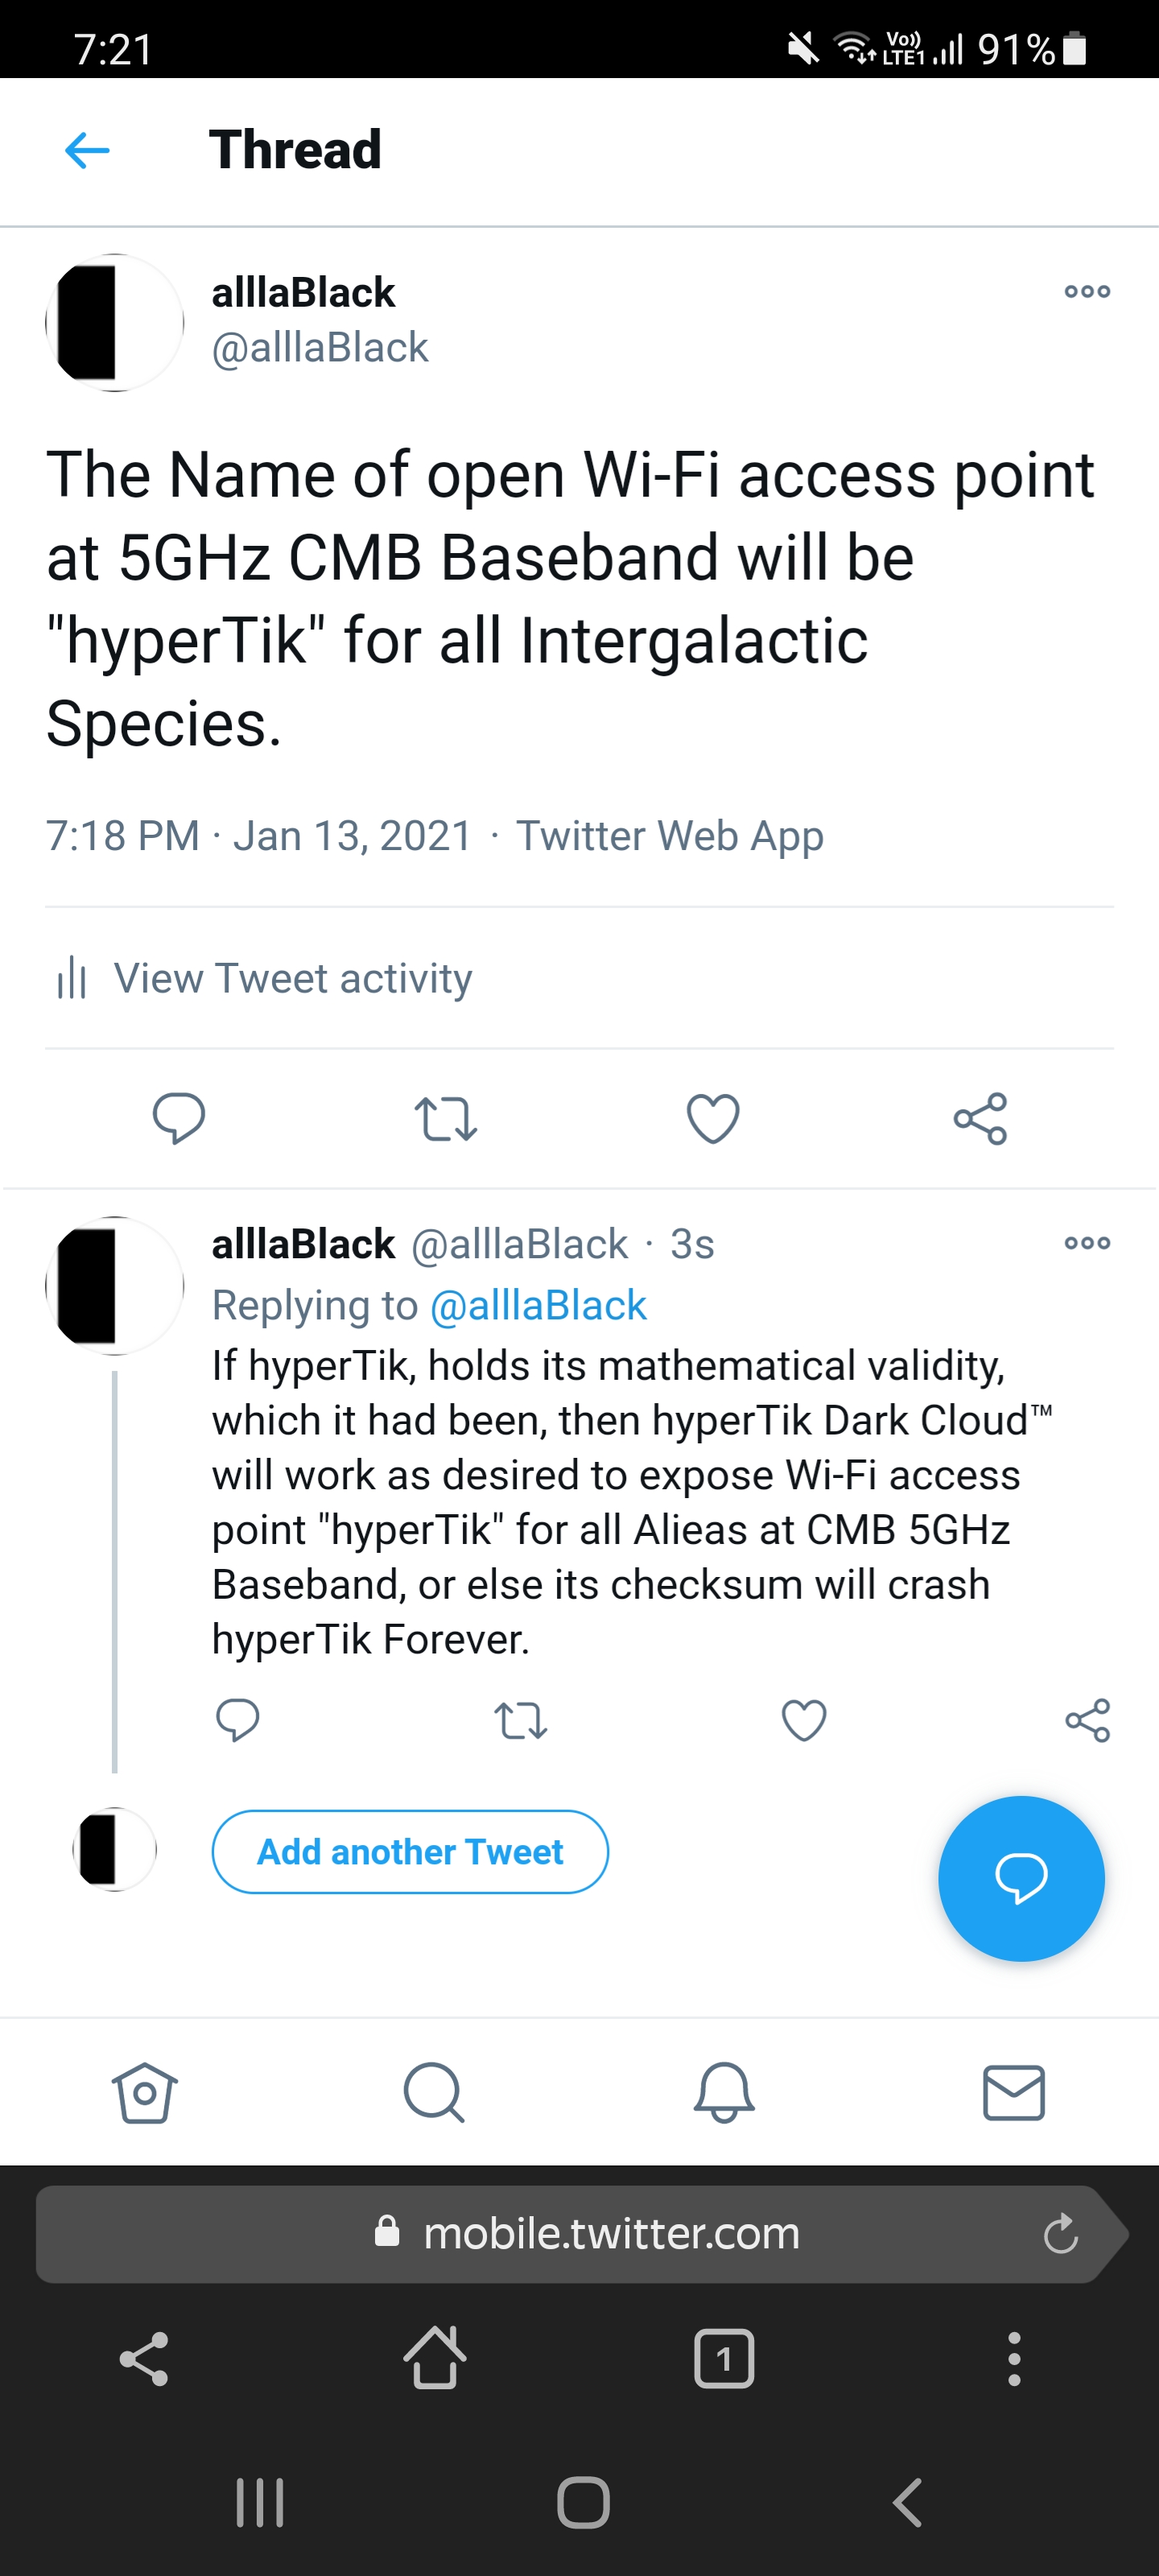 7:21
Vo))
LTE1
91%
Thread
alllaBlack
@alllaBlack
The Name of open Wi-Fi access point
at 5GHz CMB Baseband will be
"hyperTik" for all Intergalactic
Species.
7:18 PM · Jan 13, 2021 · Twitter Web App
View Tweet activity
alllaBlack @alllaBlack · 3s
Replying to @alllaBlack
If hyperTik, holds its mathematical validity,
which it had been, then hyperTik Dark Cloud™
will work as desired to expose Wi-Fi access
point "hyperTik" for all Alieas at CMB 5GHz
Baseband, or else its checksum will crash
hyperTik Forever.
Add another Tweet
mobile.twitter.com
1